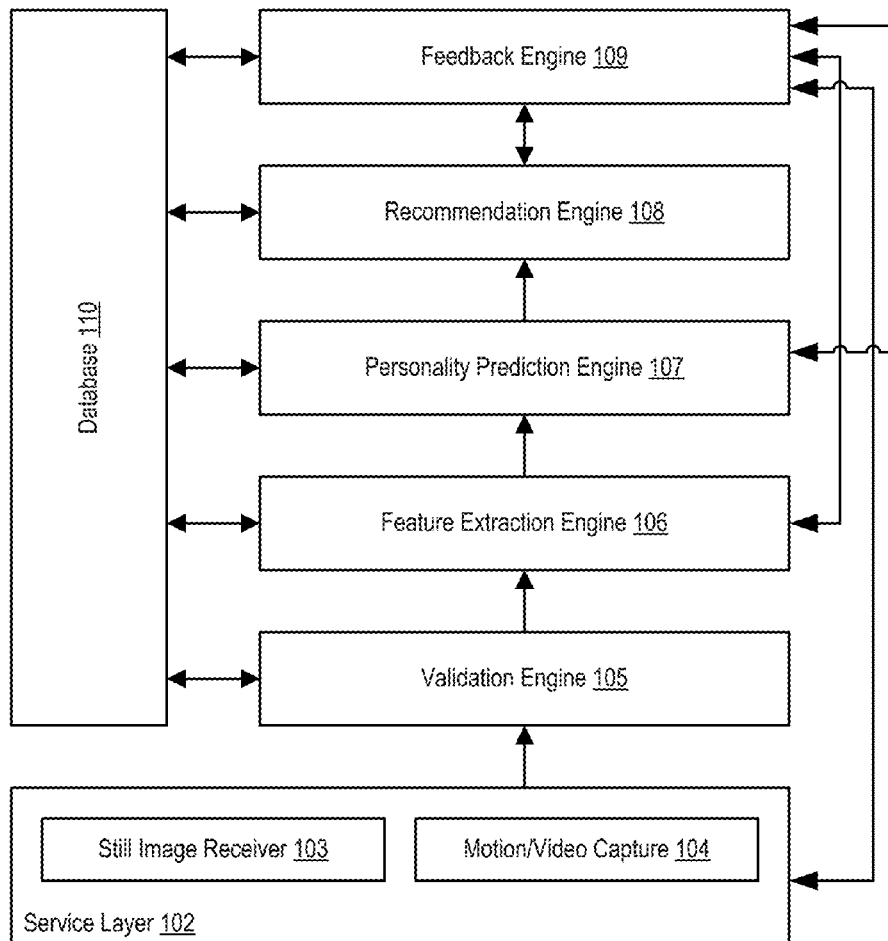 Feedback Engine 109
Recommendation Engine 108
Database 110
Personality Prediction Engine 107
Feature Extraction Engine 106
Validation Engine 105
Still Image Receiver 103
Motion/Video Capture 104
Service Layer 102